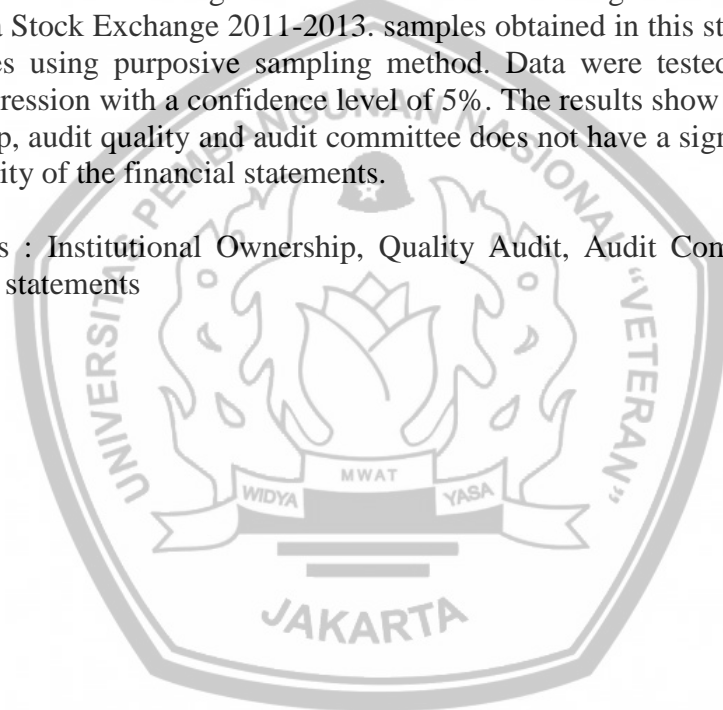 a Stock Exchange 2011-2013. samples obtained in this st
es using purposive sampling method. Data were tested
ression with a confidence level of 5%. The results show
p, audit quality and audit committee does not have a sign
ity of the financial statements.
s : Institutional Ownership, Quality Audit, Audit Com
statements
UNIVERSITAS PEMBANGUNAN NASIONAL "VETERAN"
WIDYA MWAT YASA
JAKARTA